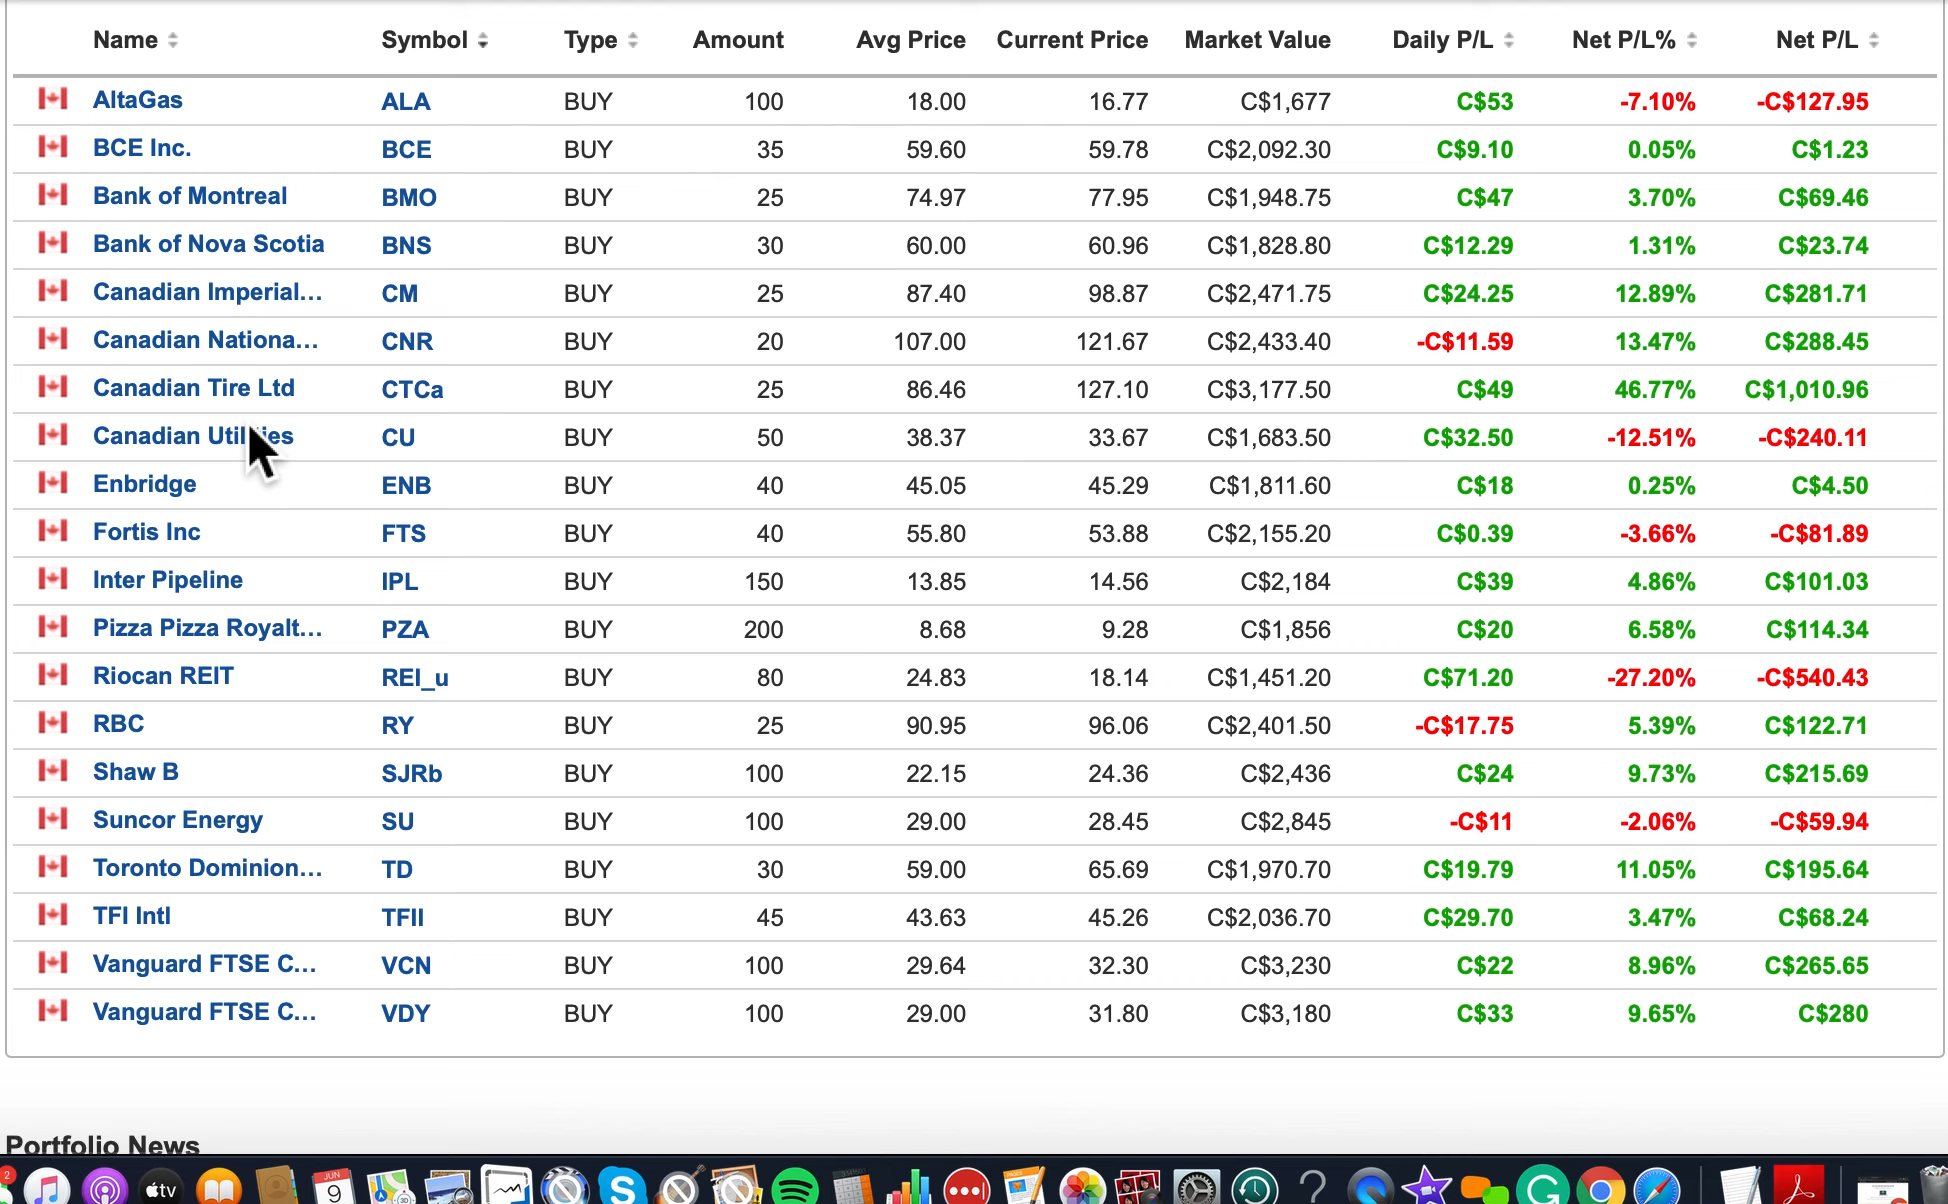 Name Symbol Type Amount Avg Price Current Price Market Value Daily P/L Net P/L% Net P/L
AltaGas ALA BUY 100 18.00 16.77 C$1,677 C$53 -7.10% -C$127.95
BCE Inc. BCE BUY 35 59.60 59.78 C$2,092.30 C$9.10 0.05% C$1.23
Bank of Montreal BMO BUY 25 74.97 77.95 C$1,948.75 C$47 3.70% C$69.46
Bank of Nova Scotia BNS BUY 30 60.00 60.96 C$1,828.80 C$12.29 1.31% C$23.74
Canadian Imperial... CM BUY 25 87.40 98.87 C$2,471.75 C$24.25 12.89% C$281.71
Canadian Nationa... CNR BUY 20 107.00 121.67 C$2,433.40 -C$11.59 13.47% C$288.45
Canadian Tire Ltd CTCa BUY 25 86.46 127.10 C$3,177.50 C$49 46.77% C$1,010.96
Canadian Utilities CU BUY 50 38.37 33.67 C$1,683.50 C$32.50 -12.51% -C$240.11
Enbridge ENB BUY 40 45.05 45.29 C$1,811.60 C$18 0.25% C$4.50
Fortis Inc FTS BUY 40 55.80 53.88 C$2,155.20 C$0.39 -3.66% -C$81.89
Inter Pipeline IPL BUY 150 13.85 14.56 C$2,184 C$39 4.86% C$101.03
Pizza Pizza Royalt... PZA BUY 200 8.68 9.28 C$1,856 C$20 6.58% C$114.34
Riocan REIT REI_u BUY 80 24.83 18.14 C$1,451.20 C$71.20 -27.20% -C$540.43
RBC RY BUY 25 90.95 96.06 C$2,401.50 -C$17.75 5.39% C$122.71
Shaw B SJRb BUY 100 22.15 24.36 C$2,436 C$24 9.73% C$215.69
Suncor Energy SU BUY 100 29.00 28.45 C$2,845 -C$11 -2.06% -C$59.94
Toronto Dominion... TD BUY 30 59.00 65.69 C$1,970.70 C$19.79 11.05% C$195.64
TFI Intl TFII BUY 45 43.63 45.26 C$2,036.70 C$29.70 3.47% C$68.24
Vanguard FTSE C... VCN BUY 100 29.64 32.30 C$3,230 C$22 8.96% C$265.65
Vanguard FTSE C... VDY BUY 100 29.00 31.80 C$3,180 C$33 9.65% C$280
Portfolio News
2 tv JUN 9 S ? G